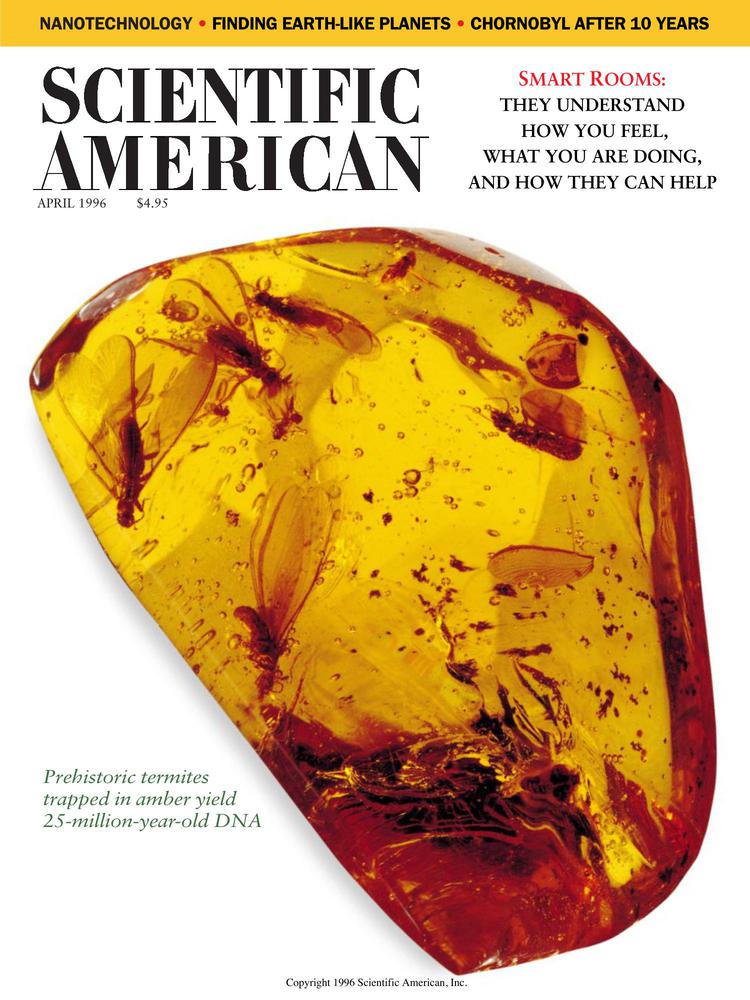 NANOTECHNOLOGY • FINDING EARTH-LIKE PLANETS • CHORNOBYL AFTER 10 YEARS
SCIENTIFIC
AMERICAN
APRIL 1996 $4.95
SMART ROOMS:
THEY UNDERSTAND
HOW YOU FEEL,
WHAT YOU ARE DOING,
AND HOW THEY CAN HELP
Prehistoric termites
trapped in amber yield
25-million-year-old DNA
Copyright 1996 Scientific American, Inc.